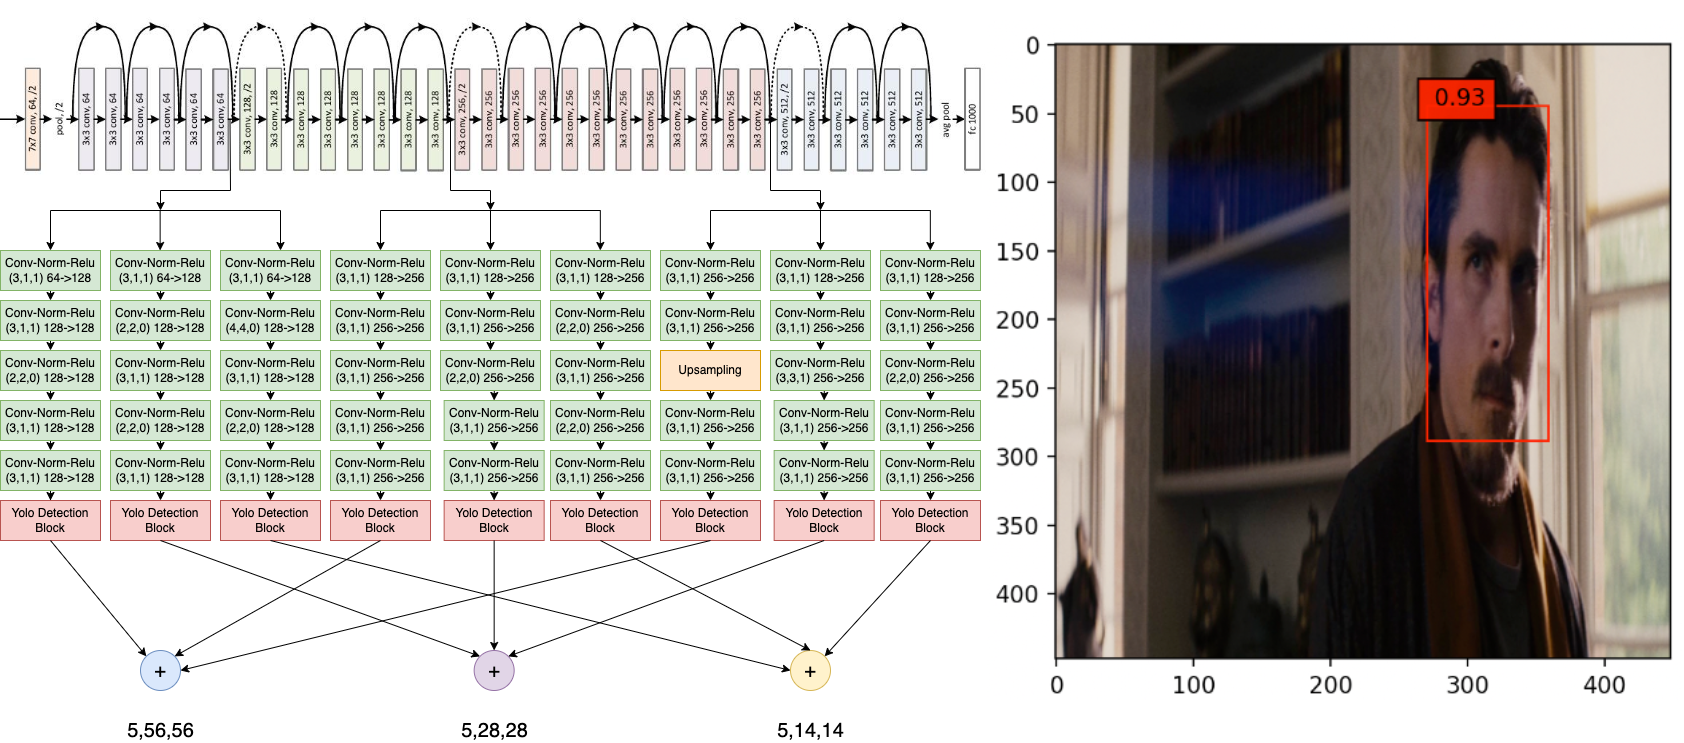 7x7 conv, 64, /2
pool, /2
3x3 conv, 64
3x3 conv, 64
3x3 conv, 64
3x3 conv, 64
3x3 conv, 64
3x3 conv, 64
3x3 conv, 128, /2
3x3 conv, 128
3x3 conv, 128
3x3 conv, 128
3x3 conv, 128
3x3 conv, 128
3x3 conv, 128
3x3 conv, 128
3x3 conv, 256, /2
3x3 conv, 256
3x3 conv, 256
3x3 conv, 256
3x3 conv, 256
3x3 conv, 256
3x3 conv, 256
3x3 conv, 256
3x3 conv, 256
3x3 conv, 256
3x3 conv, 256
3x3 conv, 256
3x3 conv, 512, /2
3x3 conv, 512
3x3 conv, 512
3x3 conv, 512
3x3 conv, 512
3x3 conv, 512
avg pool
fc 1000
Conv-Norm-Relu Conv-Norm-Relu Conv-Norm-Relu Conv-Norm-Relu Conv-Norm-Relu Conv-Norm-Relu Conv-Norm-Relu Conv-Norm-Relu Conv-Norm-Relu
(3,1,1) 64->128 (3,1,1) 64->128 (3,1,1) 64->128 (3,1,1) 128->256 (3,1,1) 128->256 (3,1,1) 128->256 (3,1,1) 256->256 (3,1,1) 128->256 (3,1,1) 128->256
Conv-Norm-Relu Conv-Norm-Relu Conv-Norm-Relu Conv-Norm-Relu Conv-Norm-Relu Conv-Norm-Relu Conv-Norm-Relu Conv-Norm-Relu Conv-Norm-Relu
(3,1,1) 128->128 (2,2,0) 128->128 (4,4,0) 128->128 (3,1,1) 256->256 (3,1,1) 256->256 (2,2,0) 256->256 (3,1,1) 256->256 (3,1,1) 256->256 (3,1,1) 256->256
Conv-Norm-Relu Conv-Norm-Relu Conv-Norm-Relu Conv-Norm-Relu Conv-Norm-Relu Conv-Norm-Relu Upsampling Conv-Norm-Relu Conv-Norm-Relu
(2,2,0) 128->128 (3,1,1) 128->128 (3,1,1) 128->128 (3,1,1) 256->256 (2,2,0) 256->256 (3,1,1) 256->256 (3,3,1) 256->256 (2,2,0) 256->256
Conv-Norm-Relu Conv-Norm-Relu Conv-Norm-Relu Conv-Norm-Relu Conv-Norm-Relu Conv-Norm-Relu Conv-Norm-Relu Conv-Norm-Relu Conv-Norm-Relu
(3,1,1) 128->128 (2,2,0) 128->128 (2,2,0) 128->128 (3,1,1) 256->256 (3,1,1) 256->256 (2,2,0) 256->256 (3,1,1) 256->256 (3,1,1) 256->256 (3,1,1) 256->256
Conv-Norm-Relu Conv-Norm-Relu Conv-Norm-Relu Conv-Norm-Relu Conv-Norm-Relu Conv-Norm-Relu Conv-Norm-Relu Conv-Norm-Relu Conv-Norm-Relu
(3,1,1) 128->128 (3,1,1) 128->128 (3,1,1) 128->128 (3,1,1) 256->256 (3,1,1) 256->256 (3,1,1) 256->256 (3,1,1) 256->256 (3,1,1) 256->256 (3,1,1) 256->256
Yolo Detection Yolo Detection Yolo Detection Yolo Detection Yolo Detection Yolo Detection Yolo Detection Yolo Detection Yolo Detection
Block Block Block Block Block Block Block Block Block
+ + +
5,56,56 5,28,28 5,14,14
0
50
100
150
200
250
300
350
400
0 100 200 300 400
0.93